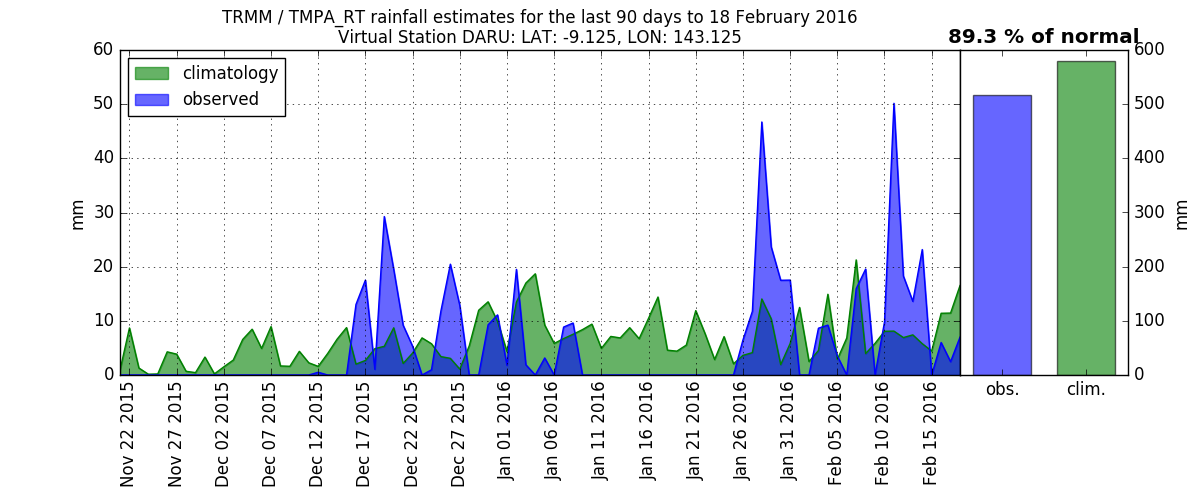 TRMM / TMPA_RT rainfall estimates for the last 90 days to 18 February 2016
Virtual Station DARU: LAT: -9.125, LON: 143.125
89.3 % of normal
climatology
observed
60
50
40
30
20
10
0
mm
600
500
400
300
200
100
0
mm
Nov 22 2015
Nov 27 2015
Dec 02 2015
Dec 07 2015
Dec 12 2015
Dec 17 2015
Dec 22 2015
Dec 27 2015
Jan 01 2016
Jan 06 2016
Jan 11 2016
Jan 16 2016
Jan 21 2016
Jan 26 2016
Jan 31 2016
Feb 05 2016
Feb 10 2016
Feb 15 2016
obs.
clim.